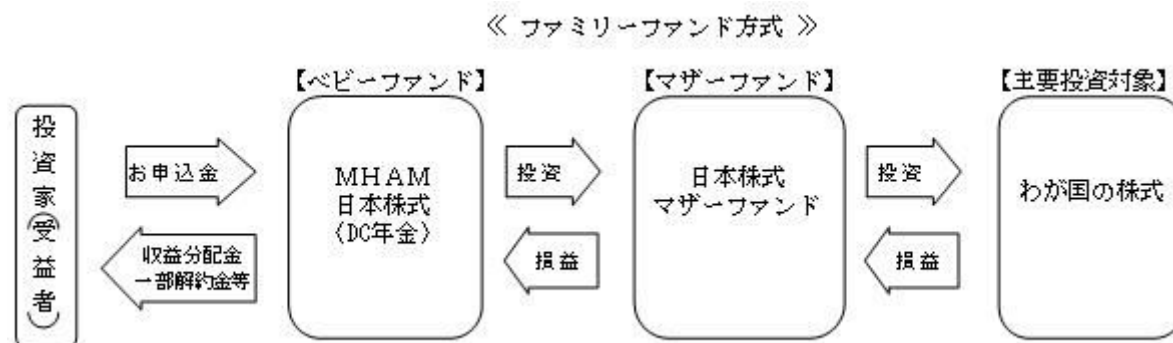 ≪ ファミリーファンド方式 ≫
【ベビーファンド】
【マザーファンド】
【主要投資対象】
投資家(受益者)
お申込金
収益分配金
一部解約金等
MHAM
日本株式
(DC年金)
投資
損益
日本株式
マザーファンド
投資
損益
わが国の株式